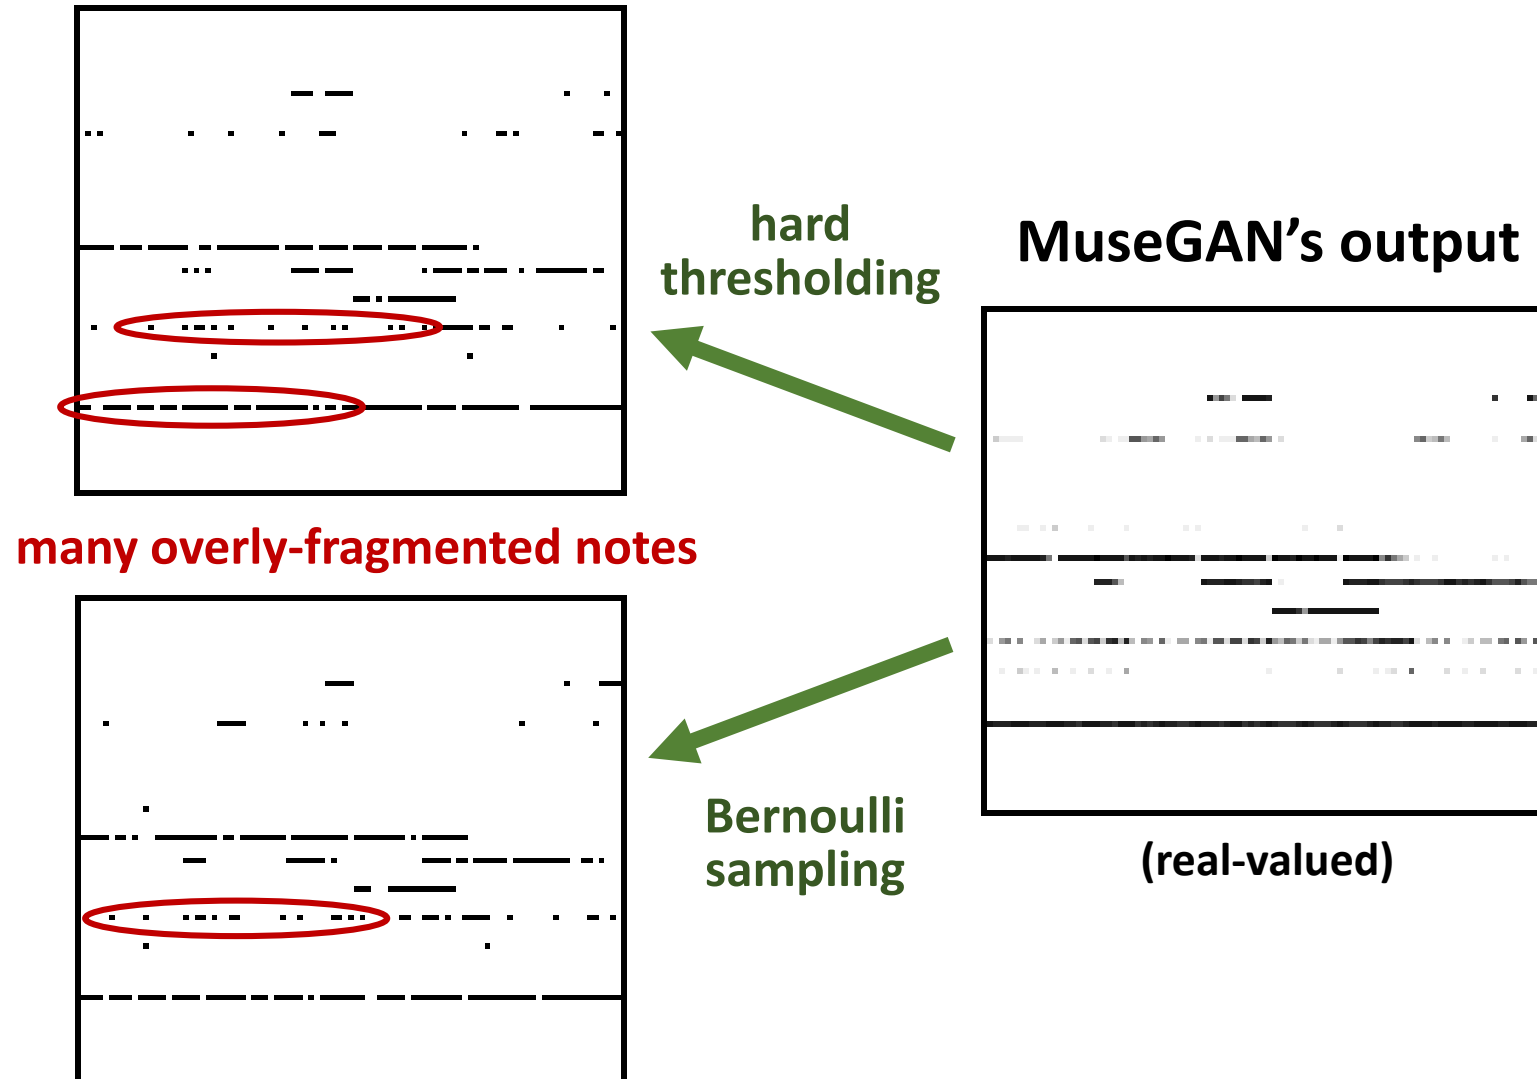 hard
thresholding
MuseGAN’s output
many overly-fragmented notes
Bernoulli
sampling
(real-valued)